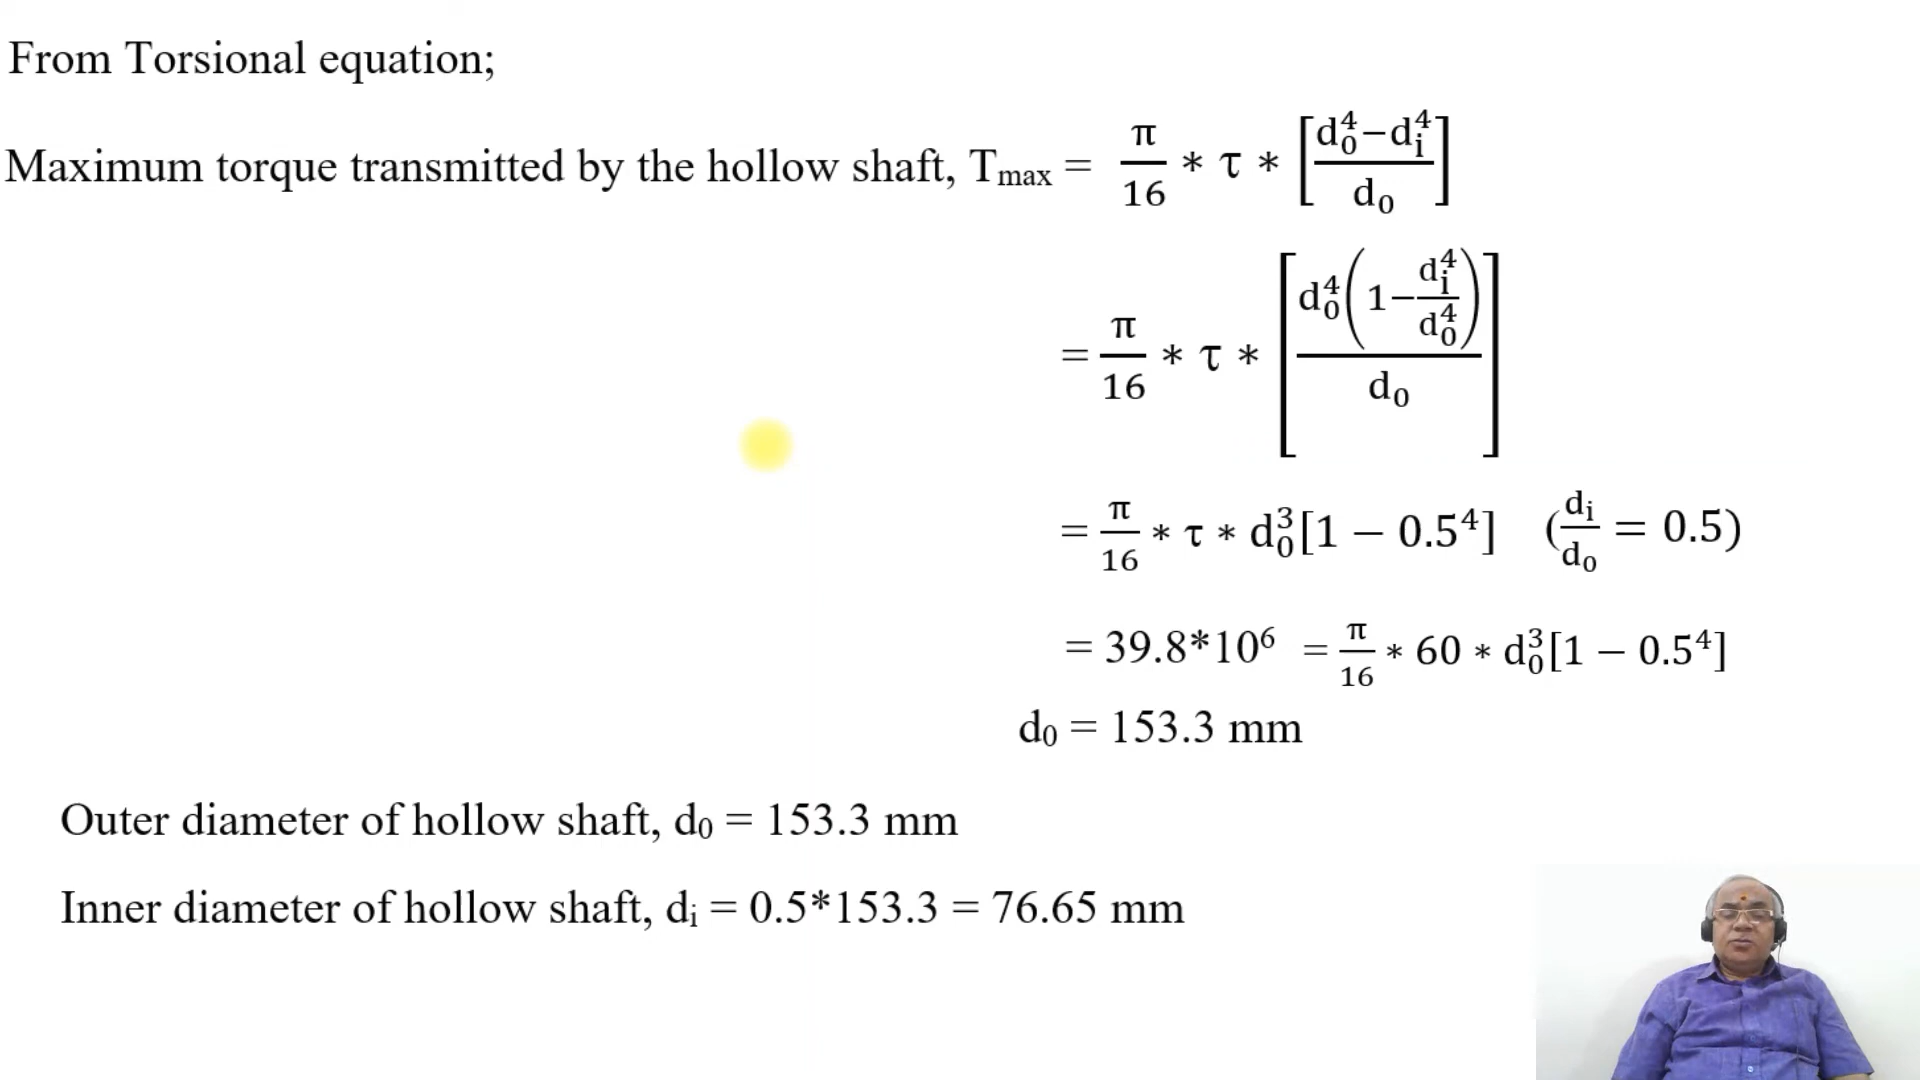 From Torsional equation;
Maximum torque transmitted by the hollow shaft, Tmax = π/16 * τ * [d₀⁴−dᵢ⁴/d₀]
= π/16 * τ * [d₀⁴(1−dᵢ⁴/d₀⁴)/d₀]
= π/16 * τ * d₀³[1 − 0.5⁴] (dᵢ/d₀ = 0.5)
= 39.8*10⁶ = π/16 * 60 * d₀³[1 − 0.5⁴]
d₀ = 153.3 mm
Outer diameter of hollow shaft, d₀ = 153.3 mm
Inner diameter of hollow shaft, dᵢ = 0.5*153.3 = 76.65 mm